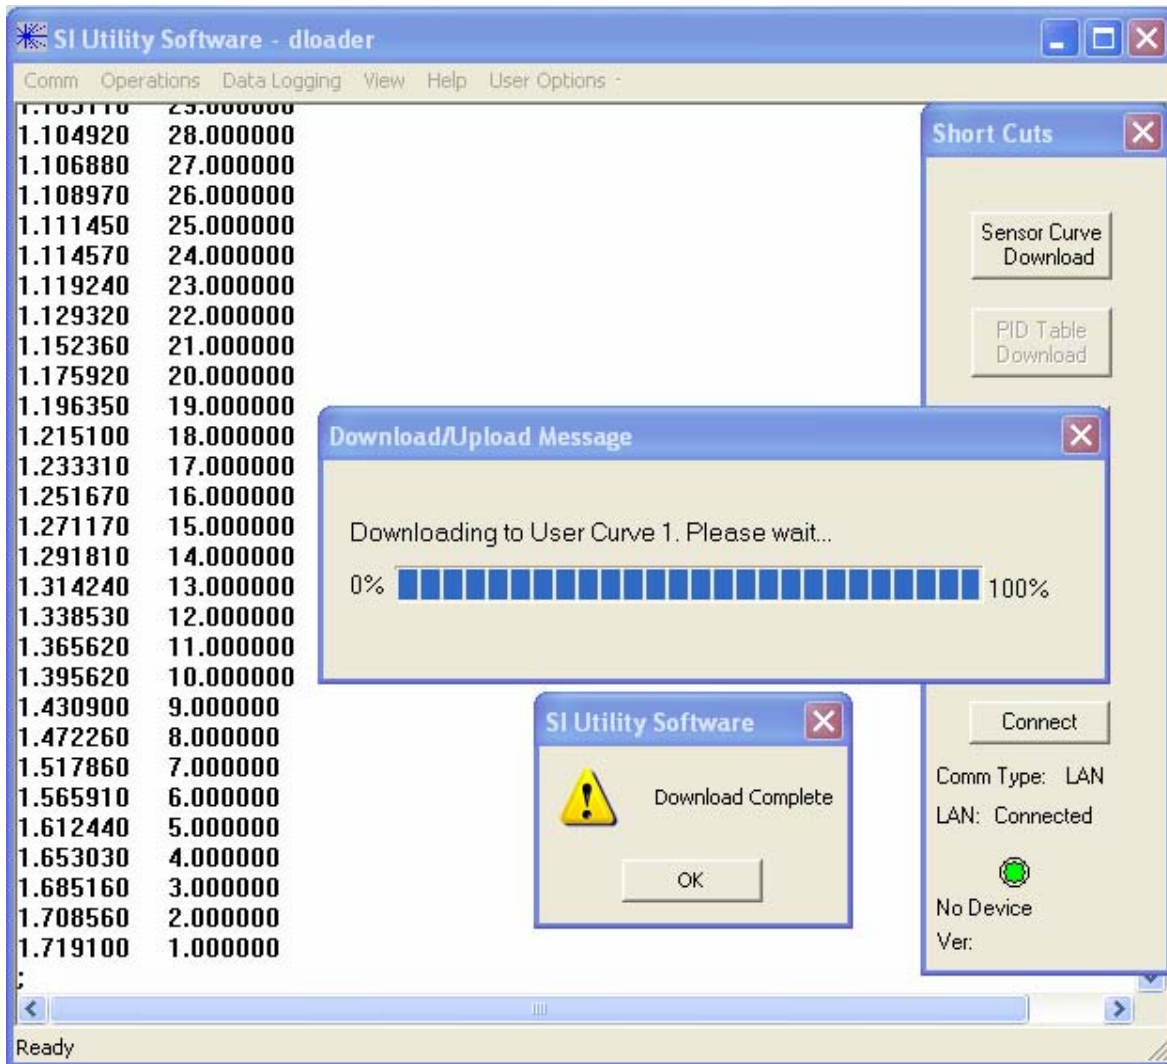 SI Utility Software - dloader
Comm Operations Data Logging View Help User Options
1.103110 29.000000
1.104920 28.000000
1.106880 27.000000
1.108970 26.000000
1.111450 25.000000
1.114570 24.000000
1.119240 23.000000
1.129320 22.000000
1.152360 21.000000
1.175920 20.000000
1.196350 19.000000
1.215100 18.000000
1.233310 17.000000
1.251670 16.000000
1.271170 15.000000
1.291810 14.000000
1.314240 13.000000
1.338530 12.000000
1.365620 11.000000
1.395620 10.000000
1.430900 9.000000
1.472260 8.000000
1.517860 7.000000
1.565910 6.000000
1.612440 5.000000
1.653030 4.000000
1.685160 3.000000
1.708560 2.000000
1.719100 1.000000
;
Short Cuts
Sensor Curve
Download
PID Table
Download
Download/Upload Message
Downloading to User Curve 1. Please wait...
0% 100%
SI Utility Software
Download Complete
OK
Connect
Comm Type: LAN
LAN: Connected
No Device
Ver:
Ready